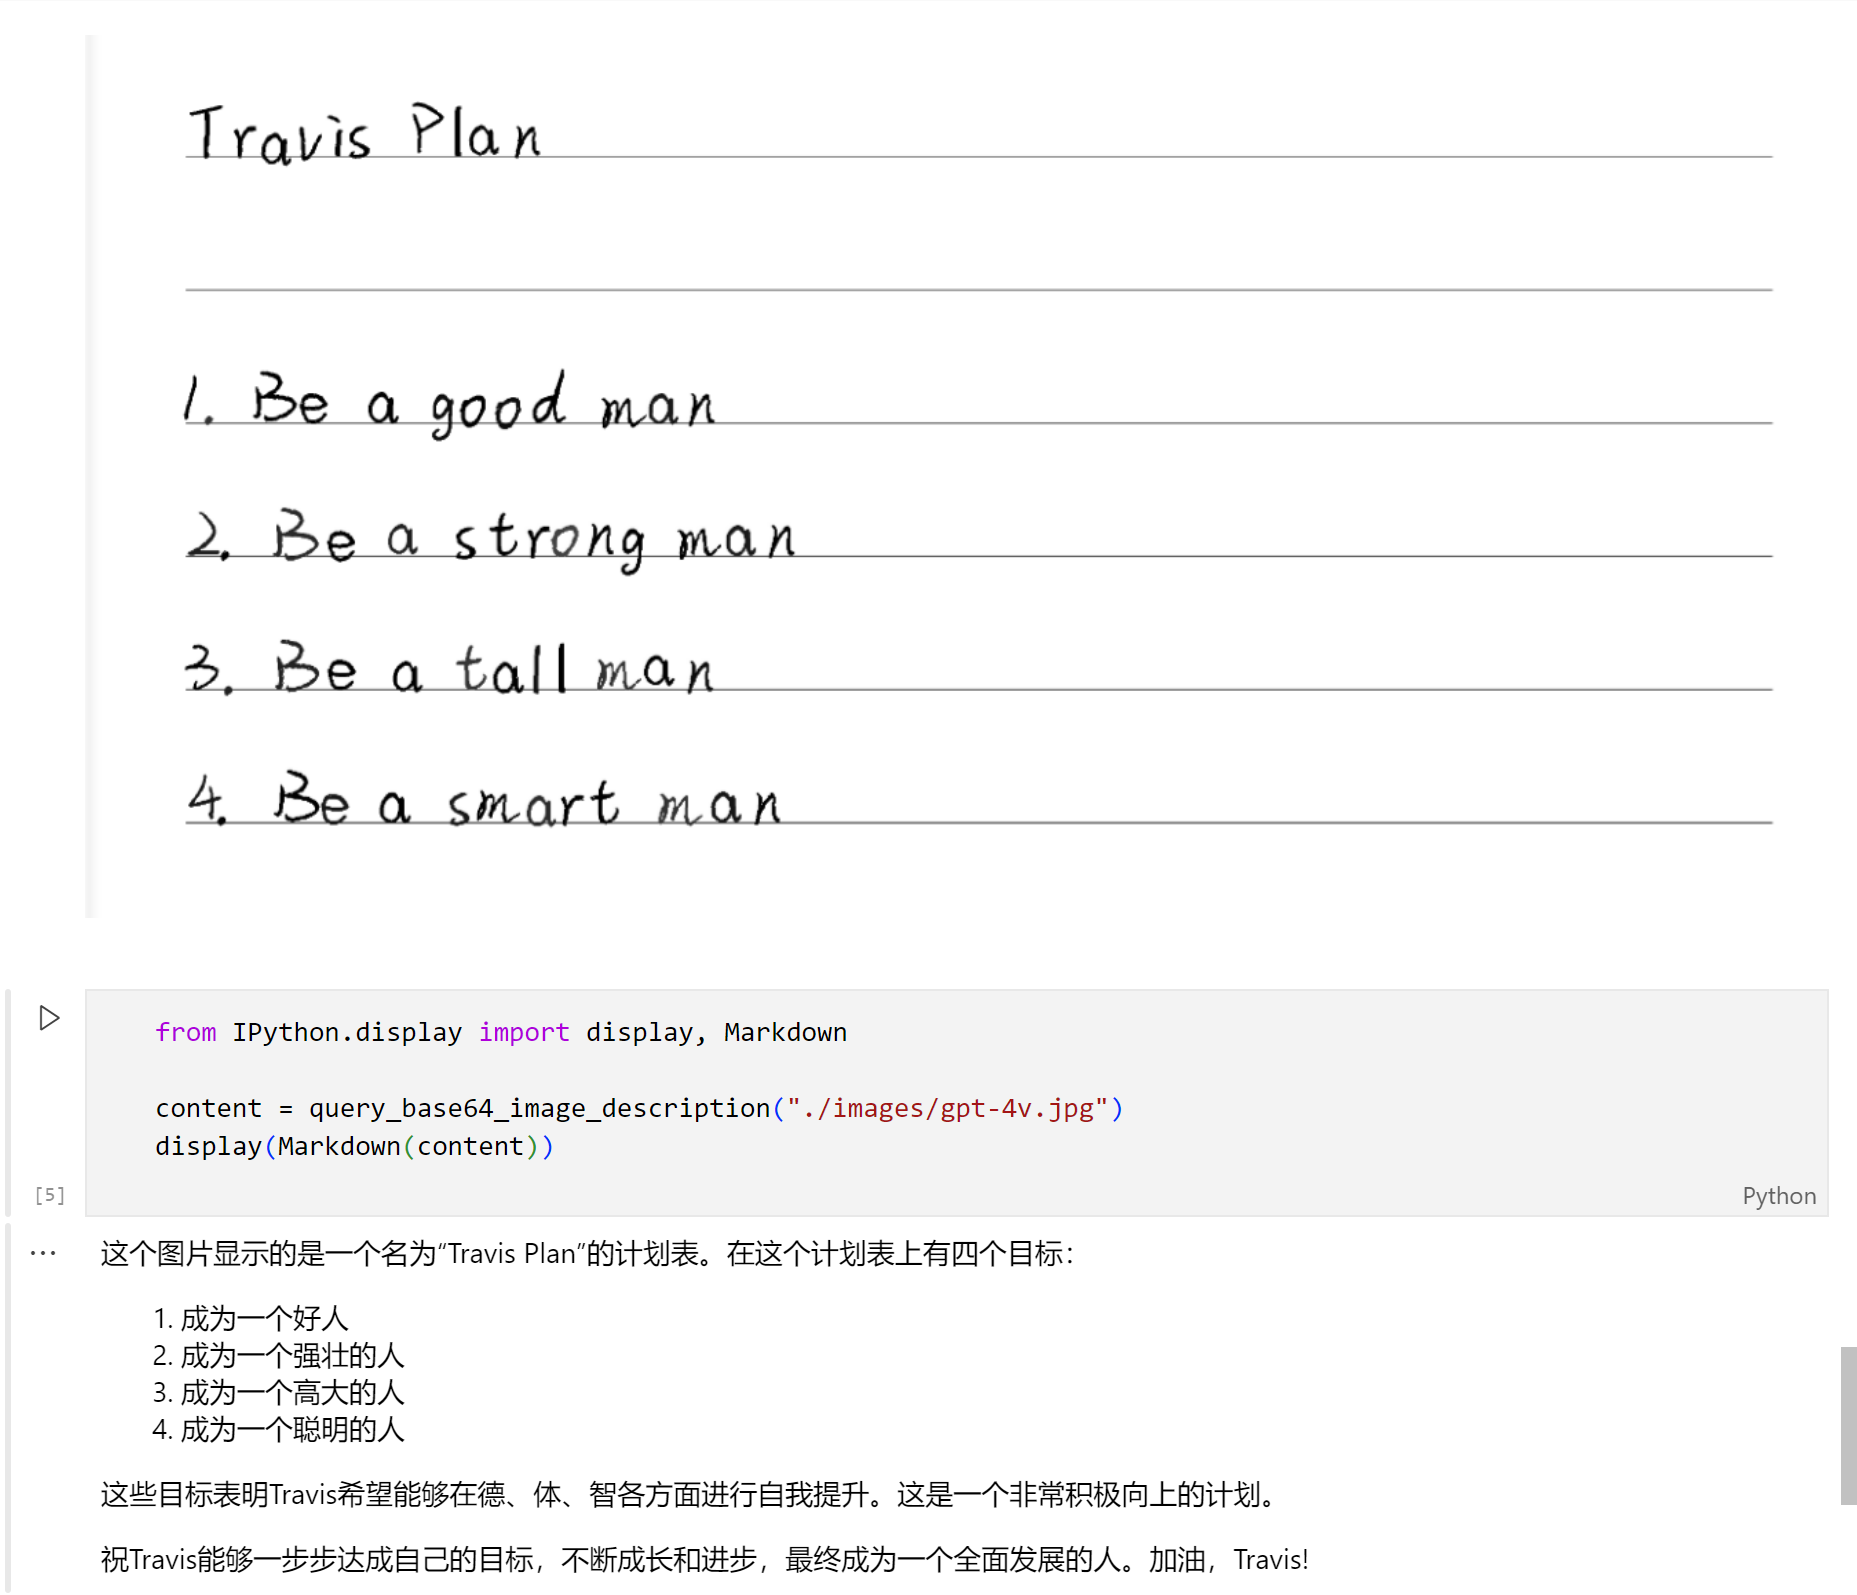 Travis Plan
1. Be a good man
2. Be a strong man
3. Be a tall man
4. Be a smart man
from IPython.display import display, Markdown
content = query_base64_image_description("./images/gpt-4v.jpg")
display(Markdown(content))
[5]
Python
这个图片显示的是一个名为“Travis Plan”的计划表。在这个计划表上有四个目标：
1. 成为一个好人
2. 成为一个强壮的人
3. 成为一个高大的人
4. 成为一个聪明的人
这些目标表明Travis希望能够在德、体、智各方面进行自我提升。这是一个非常积极向上的计划。
祝Travis能够一步步达成自己的目标，不断成长和进步，最终成为一个全面发展的人。加油，Travis!